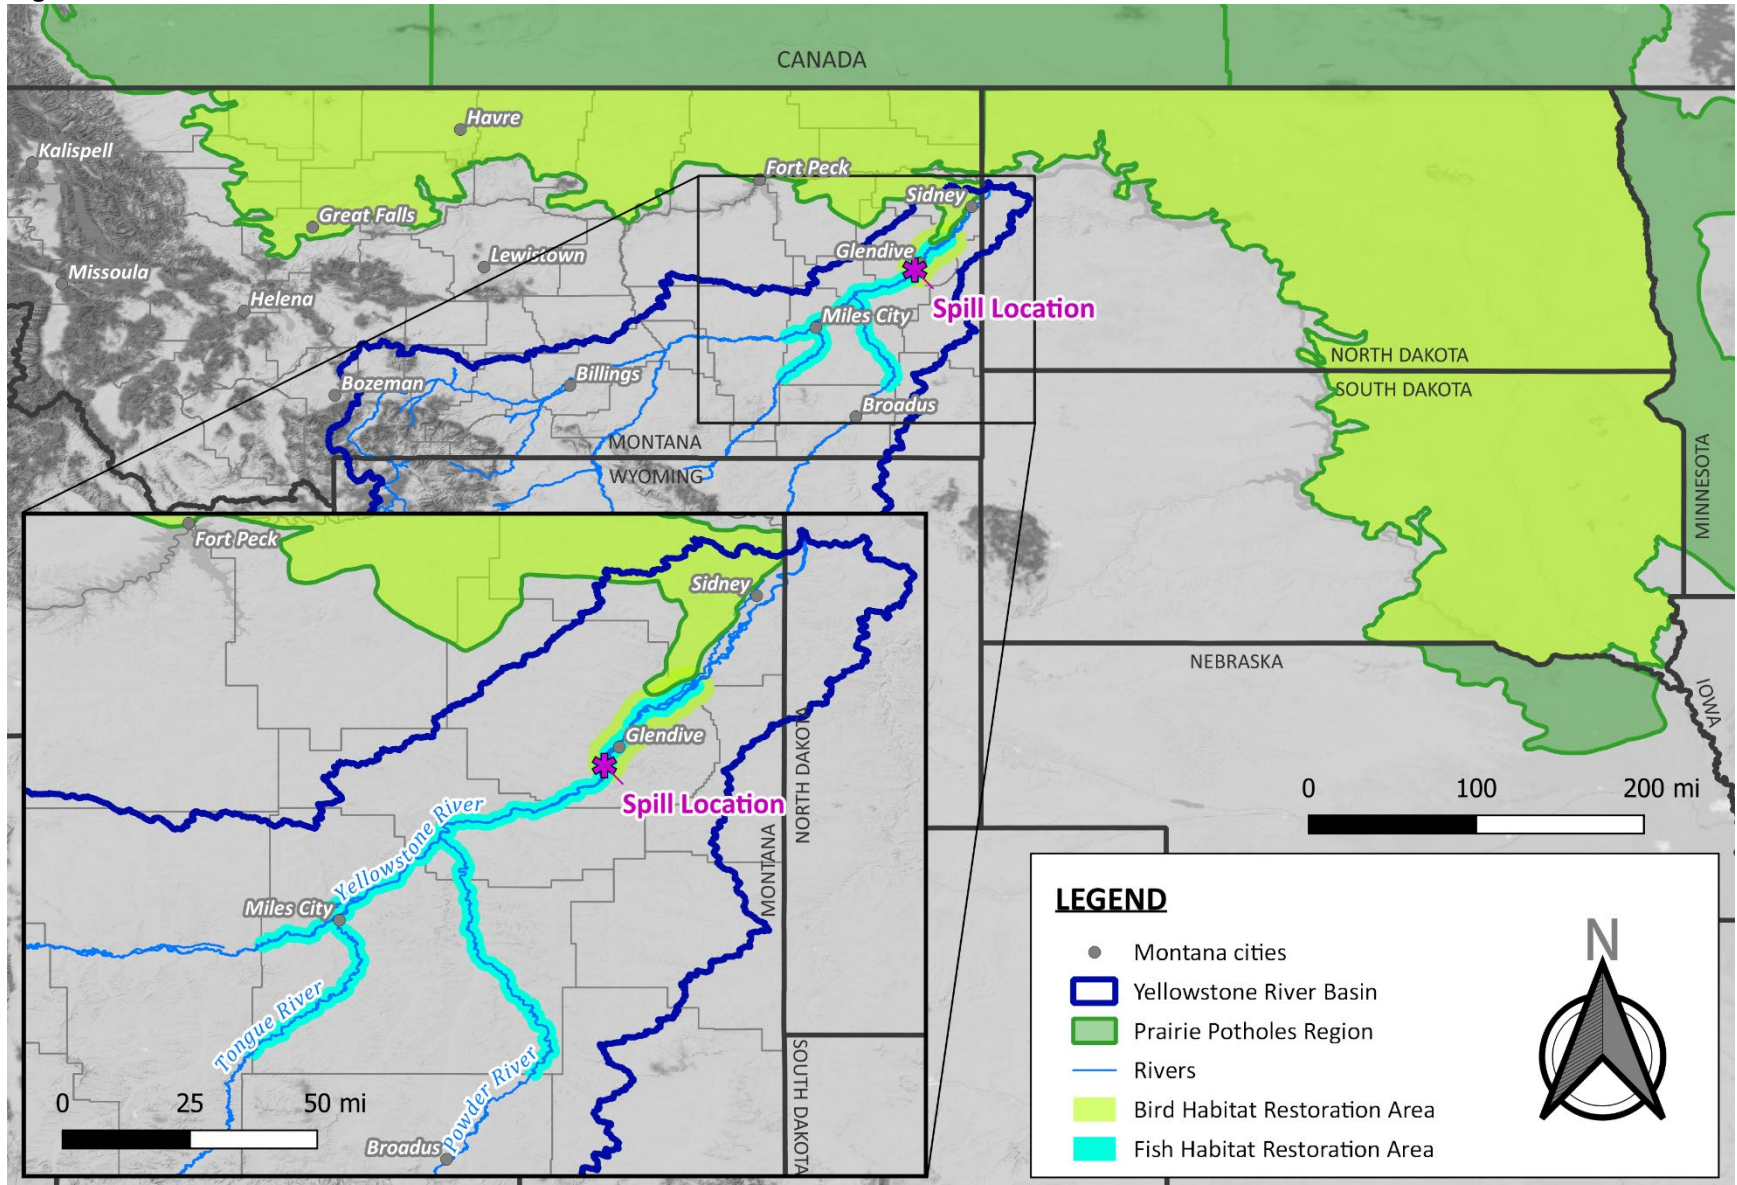 CANADA
Havre
Kalispell
Fort Peck
Sidney
Great Falls
Glendive
Lewistown
Missoula
Helena
Spill Location
Miles City
NORTH DAKOTA
Billings
Bozeman
SOUTH DAKOTA
Broadus
MONTANA
WYOMING
MINNESOTA
NEBRASKA
IOWA
Fort Peck
Sidney
Glendive
NORTH DAKOTA
MONTANA
Spill Location
Yellowstone River
Miles City
Tongue River
Powder River
Broadus
SOUTH DAKOTA
0 25 50 mi
0 100 200 mi
LEGEND
N
Montana cities
Yellowstone River Basin
Prairie Potholes Region
Rivers
Bird Habitat Restoration Area
Fish Habitat Restoration Area